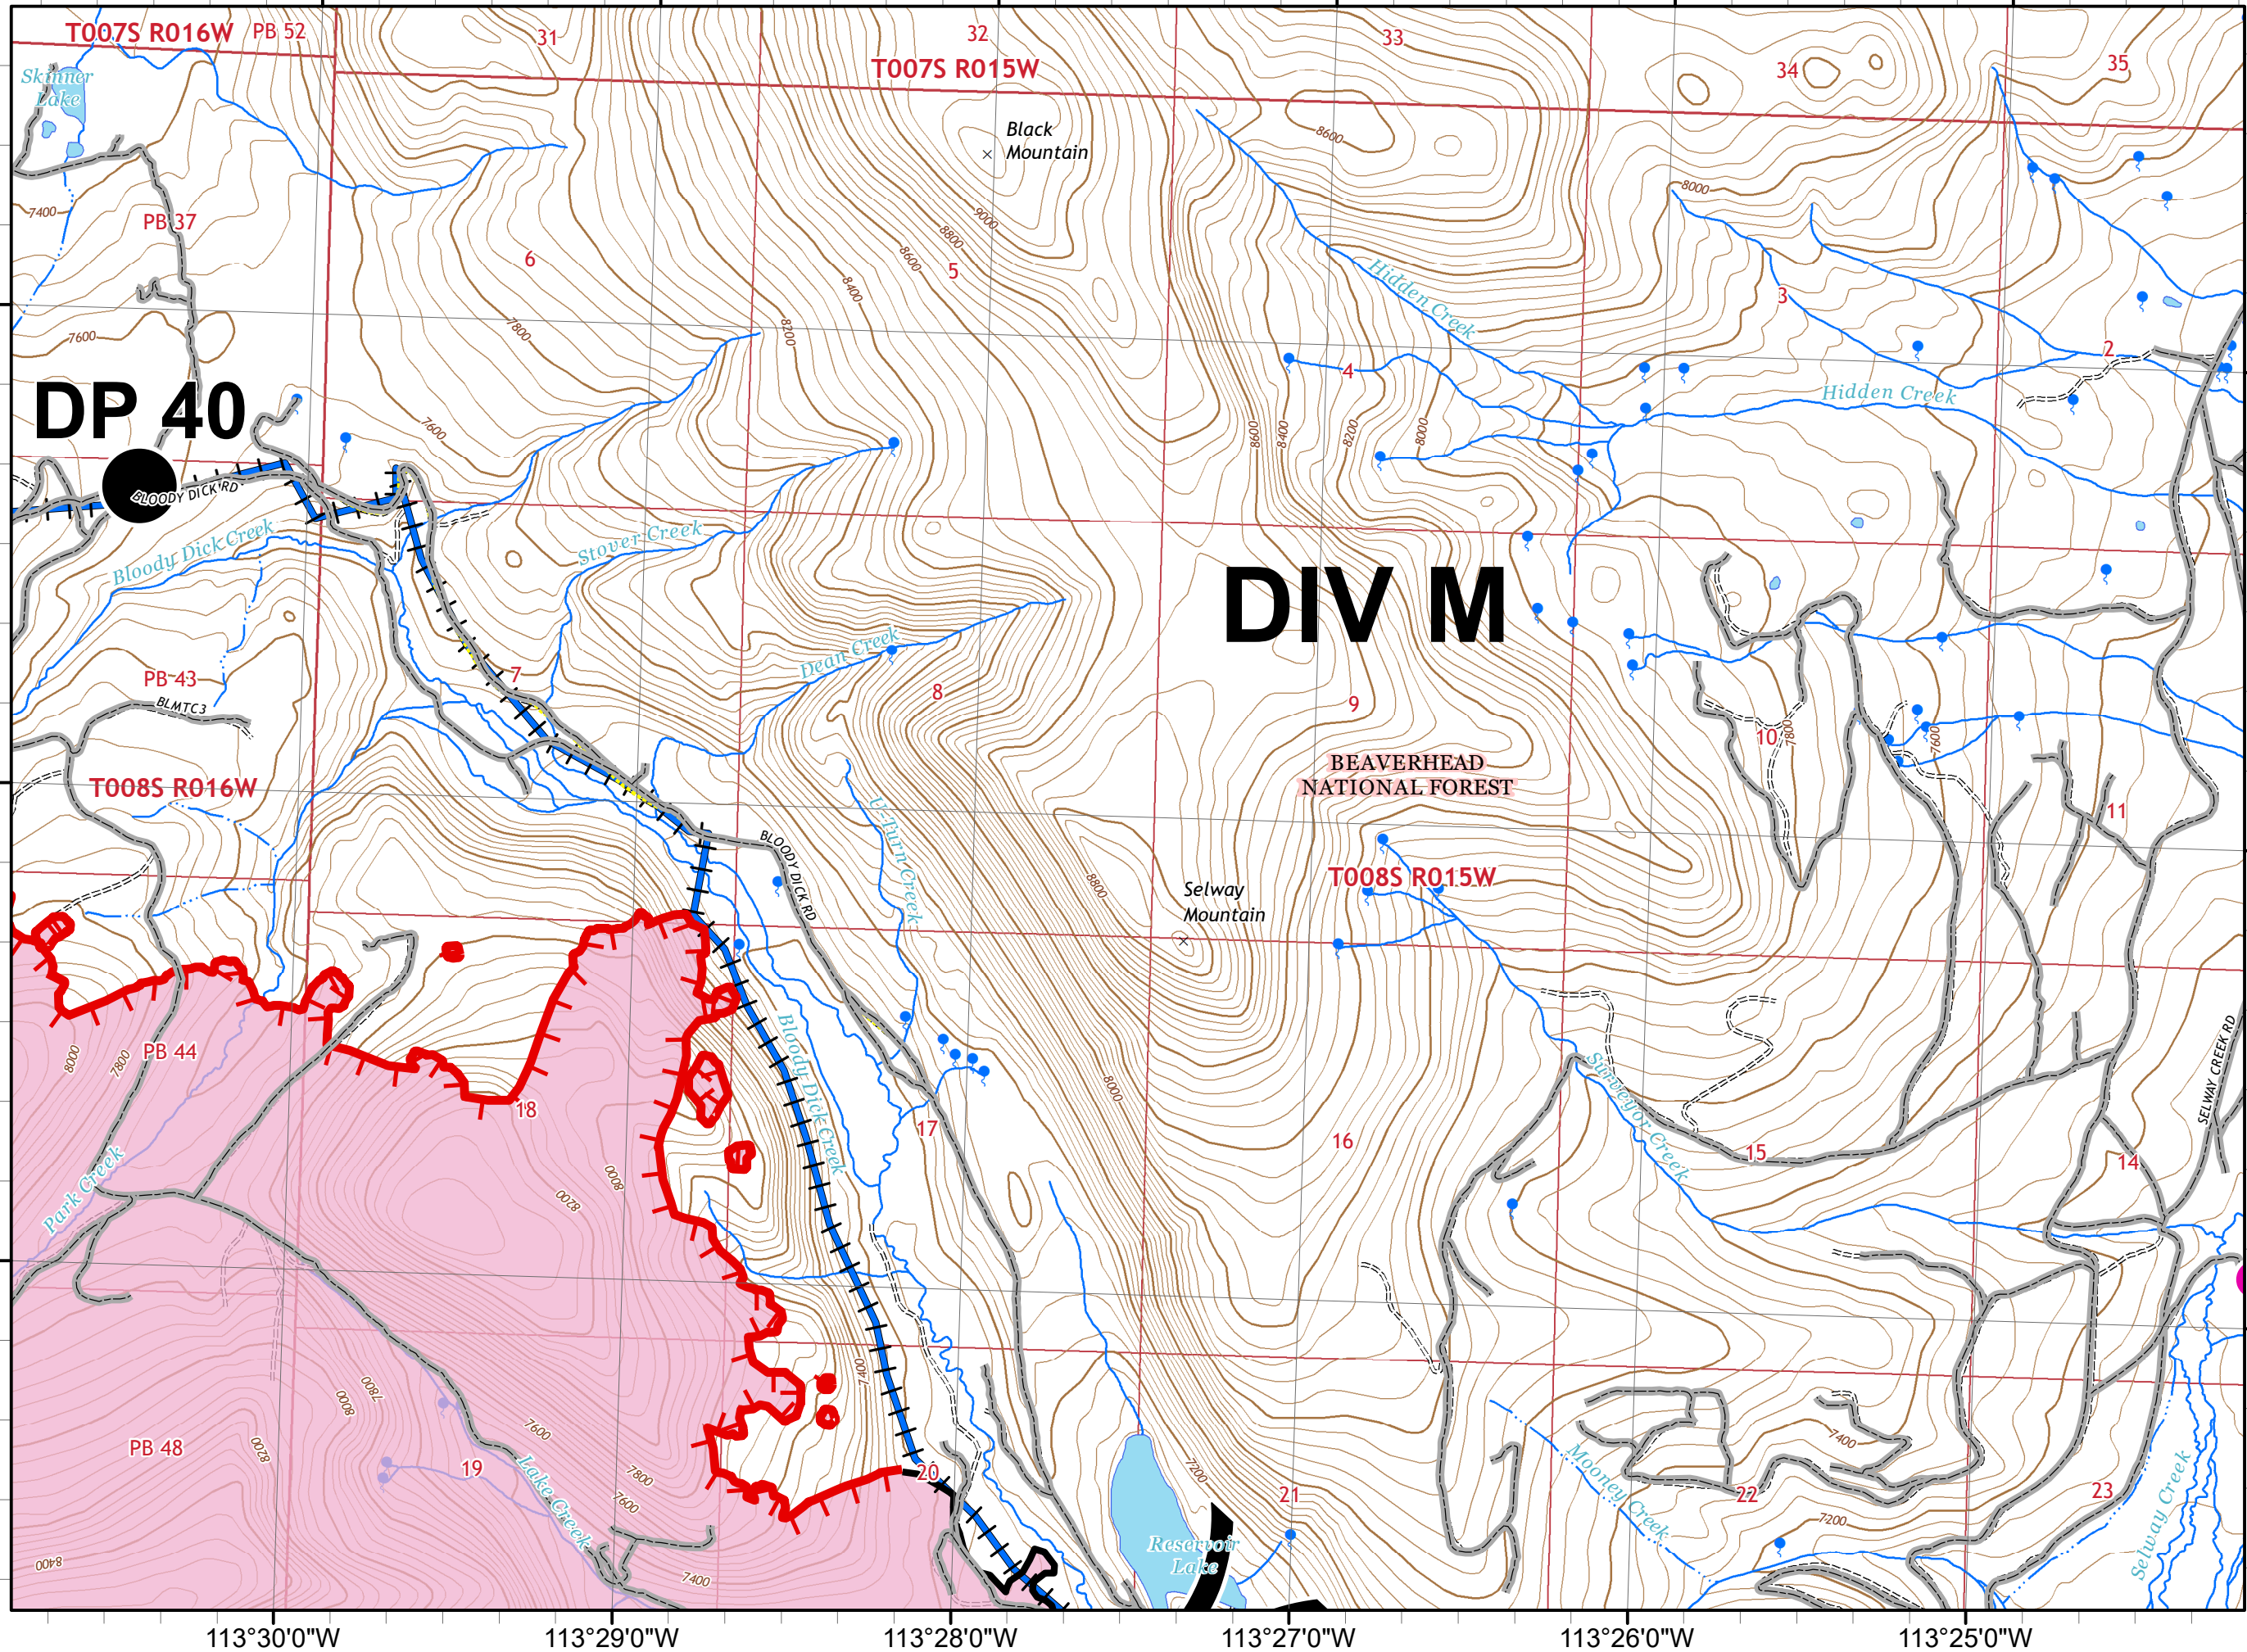 T007S R016W
PB 52
31
32
33
34
35
T007S R015W
Skinner
Lake
Black
Mountain
8600
8000
7400
PB 37
9000
8800
8600
8400
8200
6
5
7800
7600
Hidden Creek
3
2
4
Hidden Creek
DP 40
7600
8600
8400
8200
8000
BLOODY DICK RD
Bloody Dick Creek
Stover Creek
DIV M
Dean Creek
PB 43
BLMTC3
7
8
9
10
7800
7600
11
BEAVERHEAD
NATIONAL FOREST
T008S R016W
U-Turn Creek
BLOODY DICK RD
8800
Selway
Mountain
T008S R015W
8000
7800
PB 44
18
Bloody Dick Creek
8000
17
16
Surveyor Creek
15
14
SELWAY CREEK RD
Park Creek
8000
8200
7400
7800
8000
8200
7600
7800
7600
PB 48
19
Lake Creek
20
7200
21
Mooney Creek
22
7400
7200
23
Selway Creek
Reservoir
Lake
8400
7400
113°30'0"W
113°29'0"W
113°28'0"W
113°27'0"W
113°26'0"W
113°25'0"W